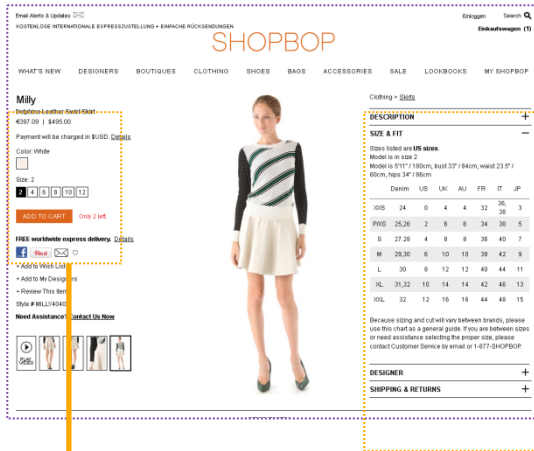 Email Alerts & Updates
Einloggen Search
KOSTENLOSE INTERNATIONALE EXPRESSZUSTELLUNG + EINFACHE RÜCKSENDUNGEN
Einkaufswagen (1)
SHOPBOP
WHAT'S NEW DESIGNERS BOUTIQUES CLOTHING SHOES BAGS ACCESSORIES SALE LOOKBOOKS MY SHOPBOP
Milly
Delphine Leather Swirl Skirt
€397.09 | $495.00
Payment will be charged in $USD. Details
Color: White
Size: 2
2 4 6 8 10 12
ADD TO CART Only 2 left.
FREE worldwide express delivery. Details
f Pinit
+ Add to Wish List
+ Add to My Designers
+ Review This Item
Style # MILLY4040
Need Assistance? Contact Us Now
PLAY VIDEO
Clothing > Skirts
DESCRIPTION +
SIZE & FIT –
Sizes listed are US sizes.
Model is in size 2
Model is 5'11" / 180cm, bust 33" / 84cm, waist 23.5" /
60cm, hips 34" / 86cm
Denim US UK AU FR IT JP
XXS 24 0 4 4 32 36, 38 3
P/XS 25,26 2 6 6 34 38 5
S 27,28 4 8 8 36 40 7
M 29,30 6 10 10 38 42 9
L 30 8 12 12 40 44 11
XL 31,32 10 14 14 42 46 13
XXL 32 12 16 16 44 48 15
Because sizing and cut will vary between brands, please
use this chart as a general guide. If you are between sizes
or need assistance selecting the proper size, please
contact Customer Service by email or 1-877-SHOPBOP.
DESIGNER +
SHIPPING & RETURNS +